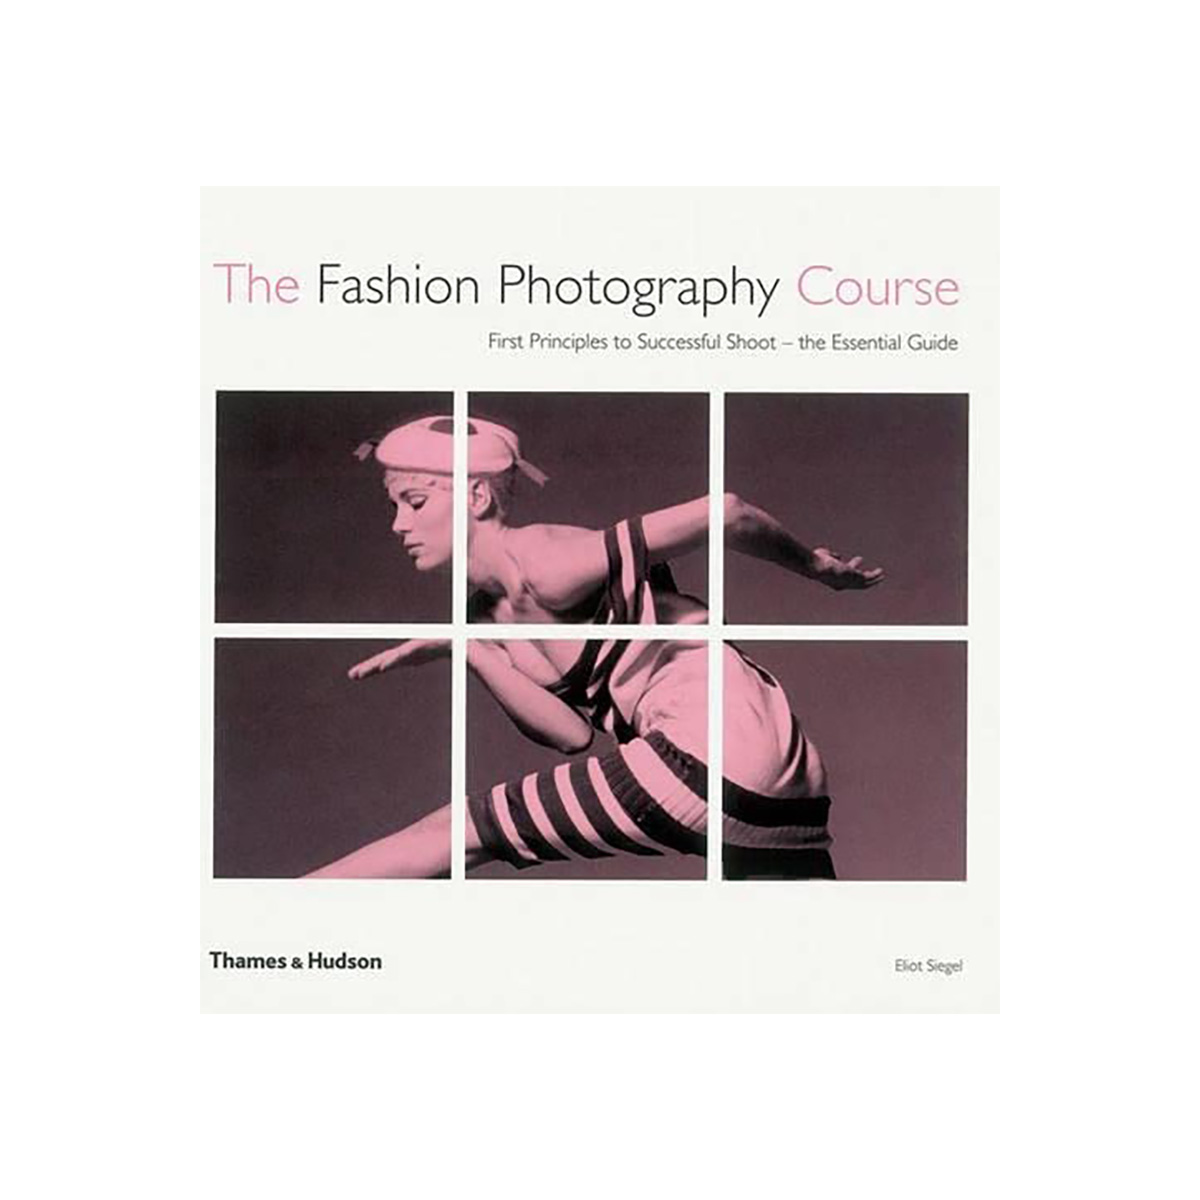 The Fashion Photography Course
First Principles to Successful Shoot – the Essential Guide
Thames & Hudson
Eliot Siegel